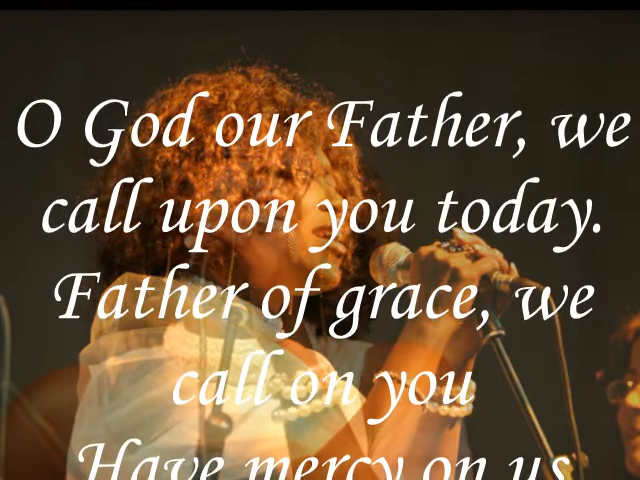 O God our Father, we
call upon you today.
Father of grace, we
call on you
Have mercy on us